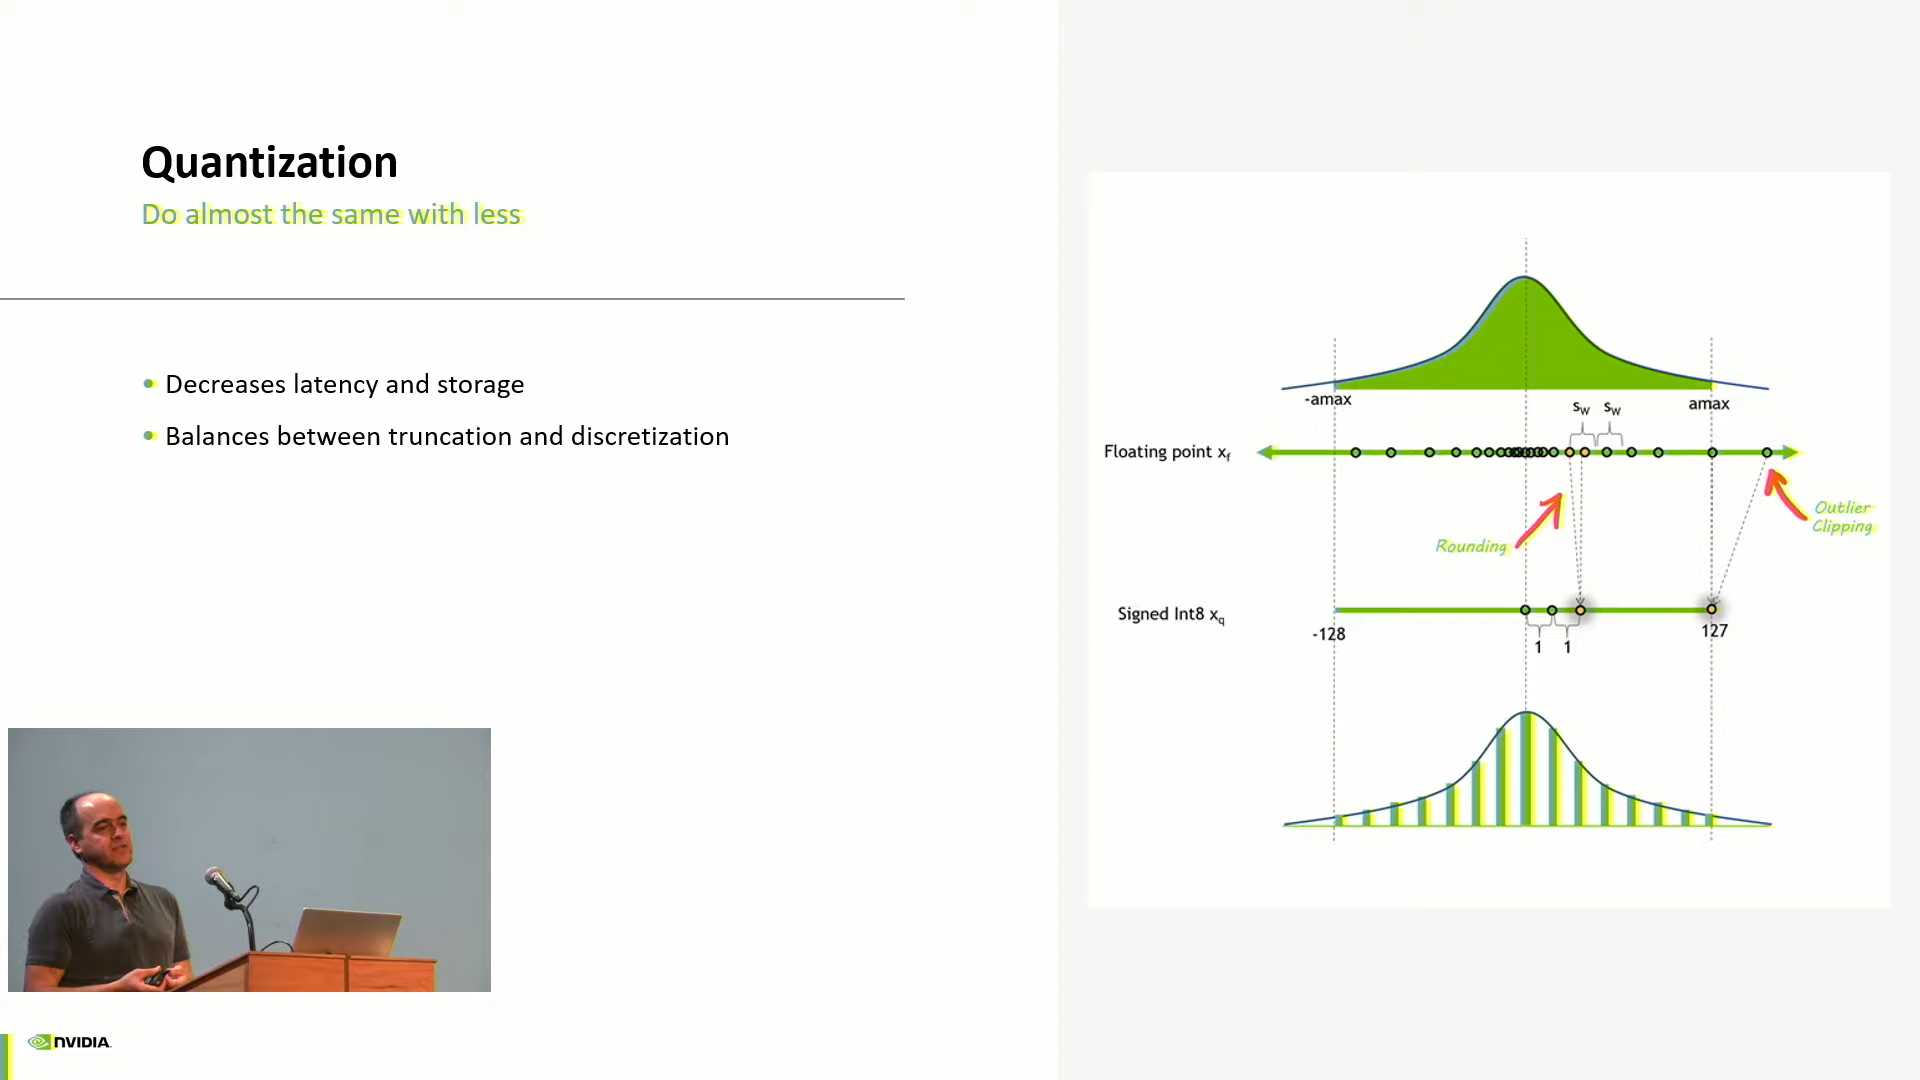 Quantization
Do almost the same with less
• Decreases latency and storage
• Balances between truncation and discretization
-amax
amax
sw sw
Floating point xf
Outlier
Clipping
Rounding
Signed Int8 xq
-128
127
1 1
NVIDIA.